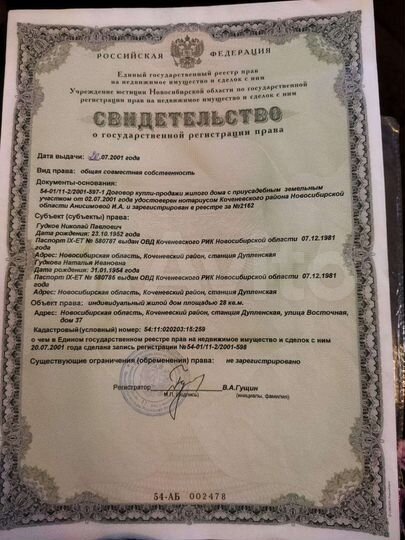 РОССИЙСКАЯ ФЕДЕРАЦИЯ
Единый государственный реестр прав
на недвижимое имущество и сделок с ним
Учреждение юстиции Новосибирской области по государственной
регистрации прав на недвижимое имущество и сделок с ним
СВИДЕТЕЛЬСТВО
о государственной регистрации права
Дата выдачи: .07.2001 года
Вид права: общая совместная собственность
Документы-основания:
54-01/11-2/2001-597-1 Договор купли-продажи жилого дома с приусадебным земельным
участком от 02.07.2001 года удостоверен нотариусом Коченевского района Новосибирской
области Анисимовой И.А. и зарегистрирован в реестре за №2162
Субъект (субъекты) права:
Гудков Николай Павлович
Дата рождения: 23.10.1952 года
Паспорт IX-ЕТ № 580787 выдан ОВД Коченевского РИК Новосибирской области 07.12.1981
года
Адрес: Новосибирская область, Коченевский район, станция Дупленская
Гудкова Наталья Ивановна
Дата рождения: 31.01.1954 года
Паспорт IX-ЕТ № 580786 выдан ОВД Коченевского РИК Новосибирской области 07.12.1981
года
Адрес: Новосибирская область, Коченевский район, станция Дупленская
Объект права: индивидуальный жилой дом площадью 28 кв.м.
Адрес: Новосибирская область, Коченевский район, станция Дупленская, улица Восточная,
дом 37
Кадастровый(условный) номер: 54:11:020203:15:259
о чем в Едином государственном реестре прав на недвижимое имущество и сделок с ним
20.07.2001 года сделана запись регистрации №54-01/11-2/2001-598
Существующие ограничения (обременения) права: не зарегистрировано
Регистратор В.А.Гущин
М.П. (подпись) (инициалы, фамилия)
54-АБ 002478